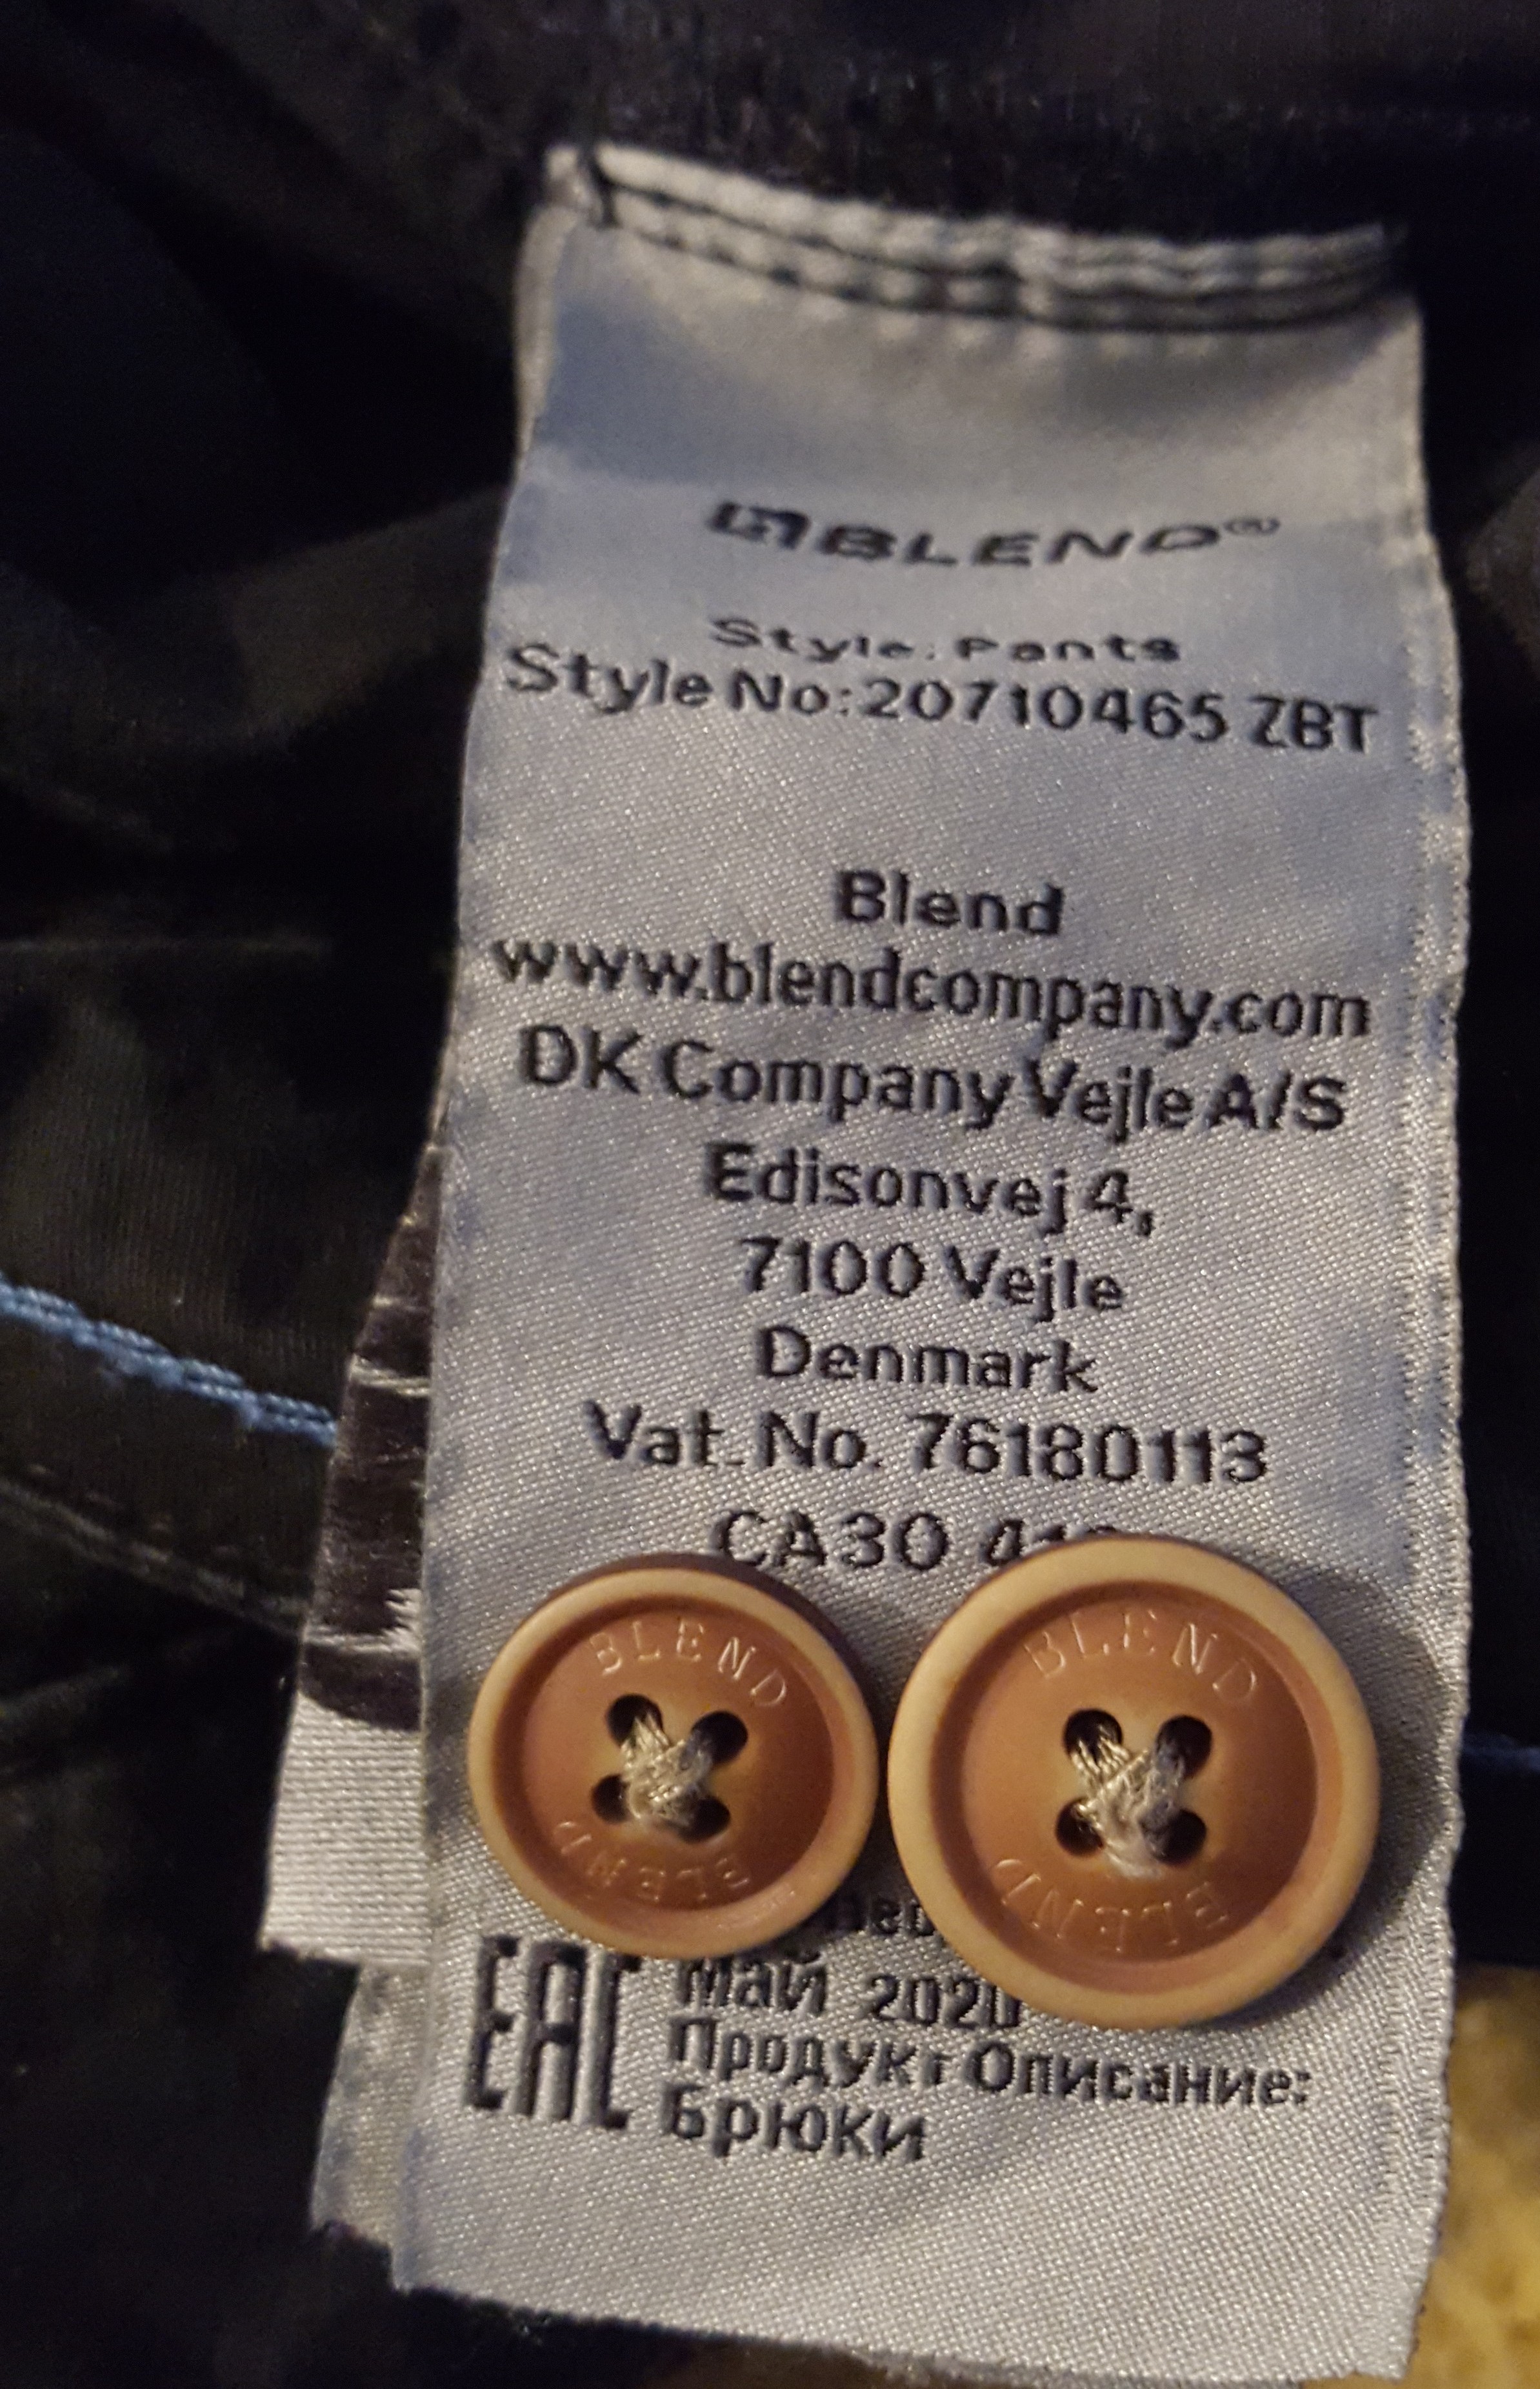 BLEND®
Style: Pants
Style No:20710465 ZBT
Blend
www.blendcompany.com
DK Company Vejle A/S
Edisonvej 4,
7100 Vejle
Denmark
Vat. No. 76180113
CA30
BLEND
BLEND
BLEND
BLEND
EAC
май 2020
Продукт Описание:
Брюки